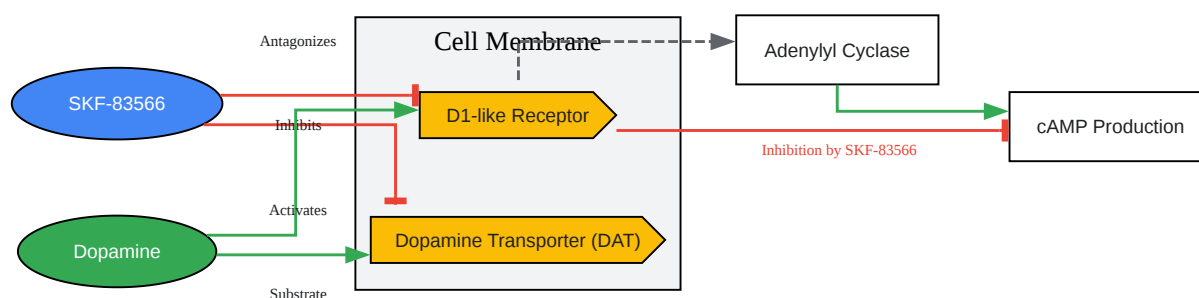 Cell Membrane
Antagonizes
Adenylyl Cyclase
SKF-83566
D1-like Receptor
Inhibits
cAMP Production
Inhibition by SKF-83566
Activates
Dopamine
Dopamine Transporter (DAT)
Substrate